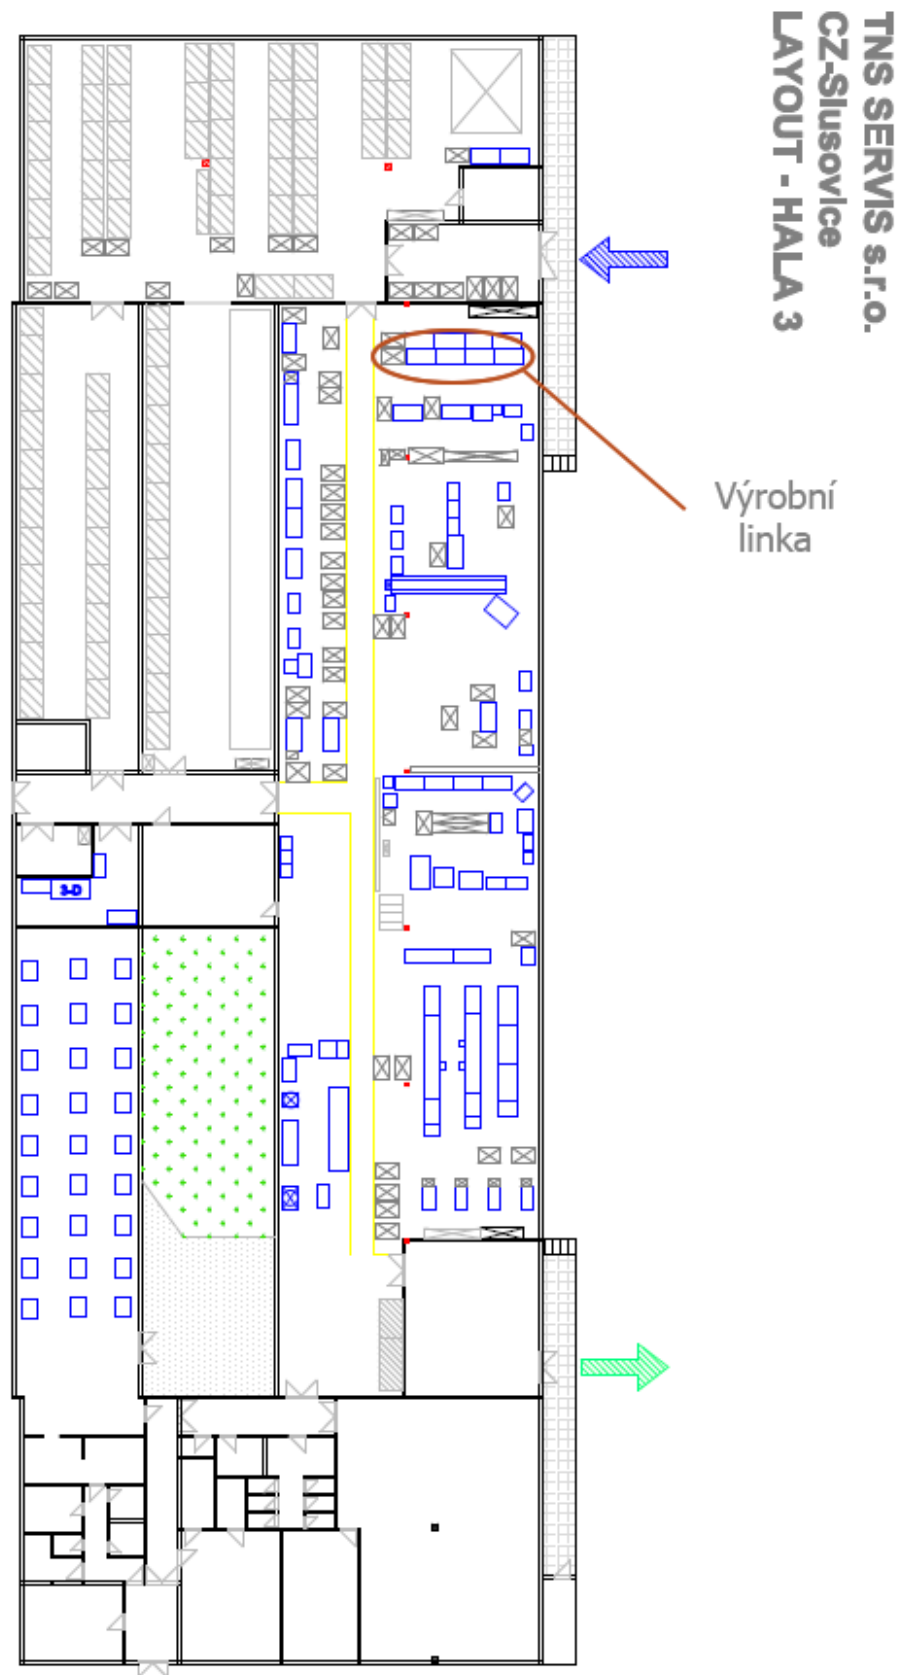 TNS SERVIS s.r.o.
CZ-Slusovice
LAYOUT - HALA 3
Výrobní
linka
3-D